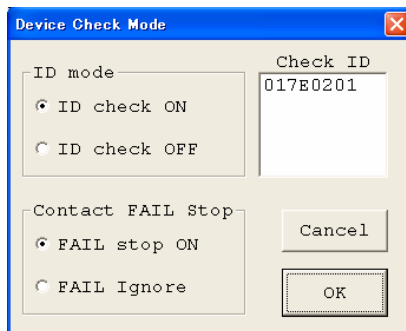 Device Check Mode
ID mode
ID check ON
ID check OFF
Check ID
017E0201
Contact FAIL Stop
FAIL stop ON
FAIL Ignore
Cancel
OK